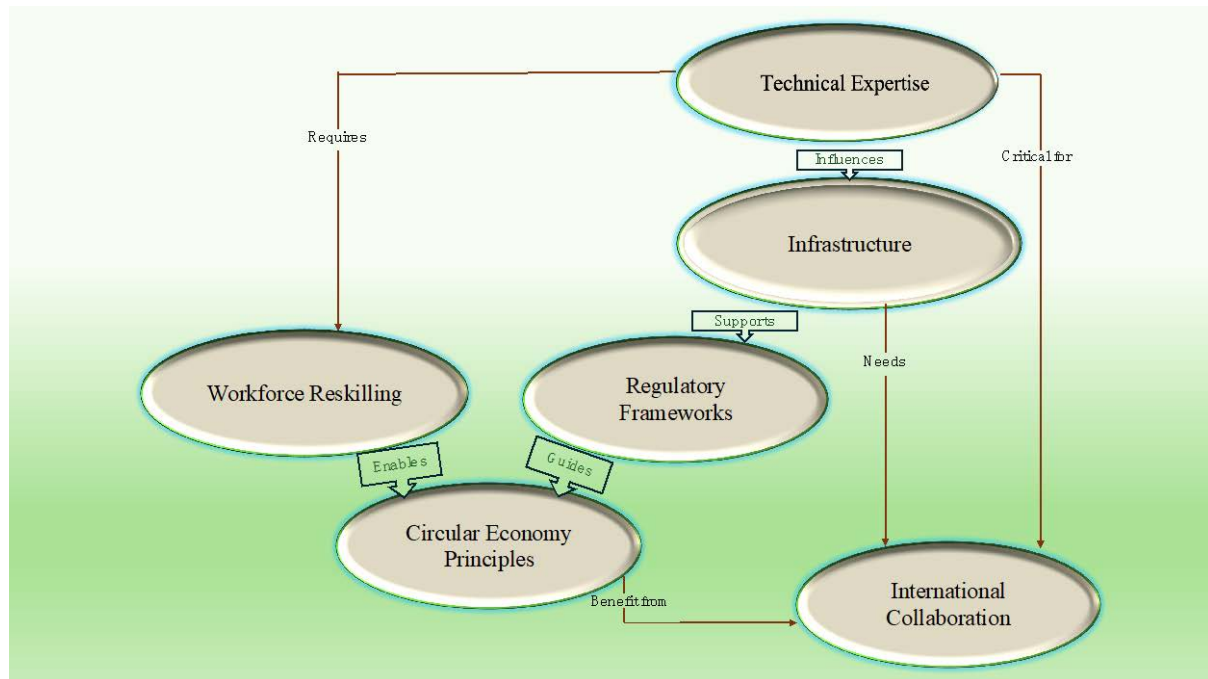 Technical Expertise
Requires
Influences
Critical for
Infrastructure
Supports
Needs
Workforce Reskilling
Regulatory
Frameworks
Enables
Guides
Circular Economy
Principles
Benefit from
International
Collaboration